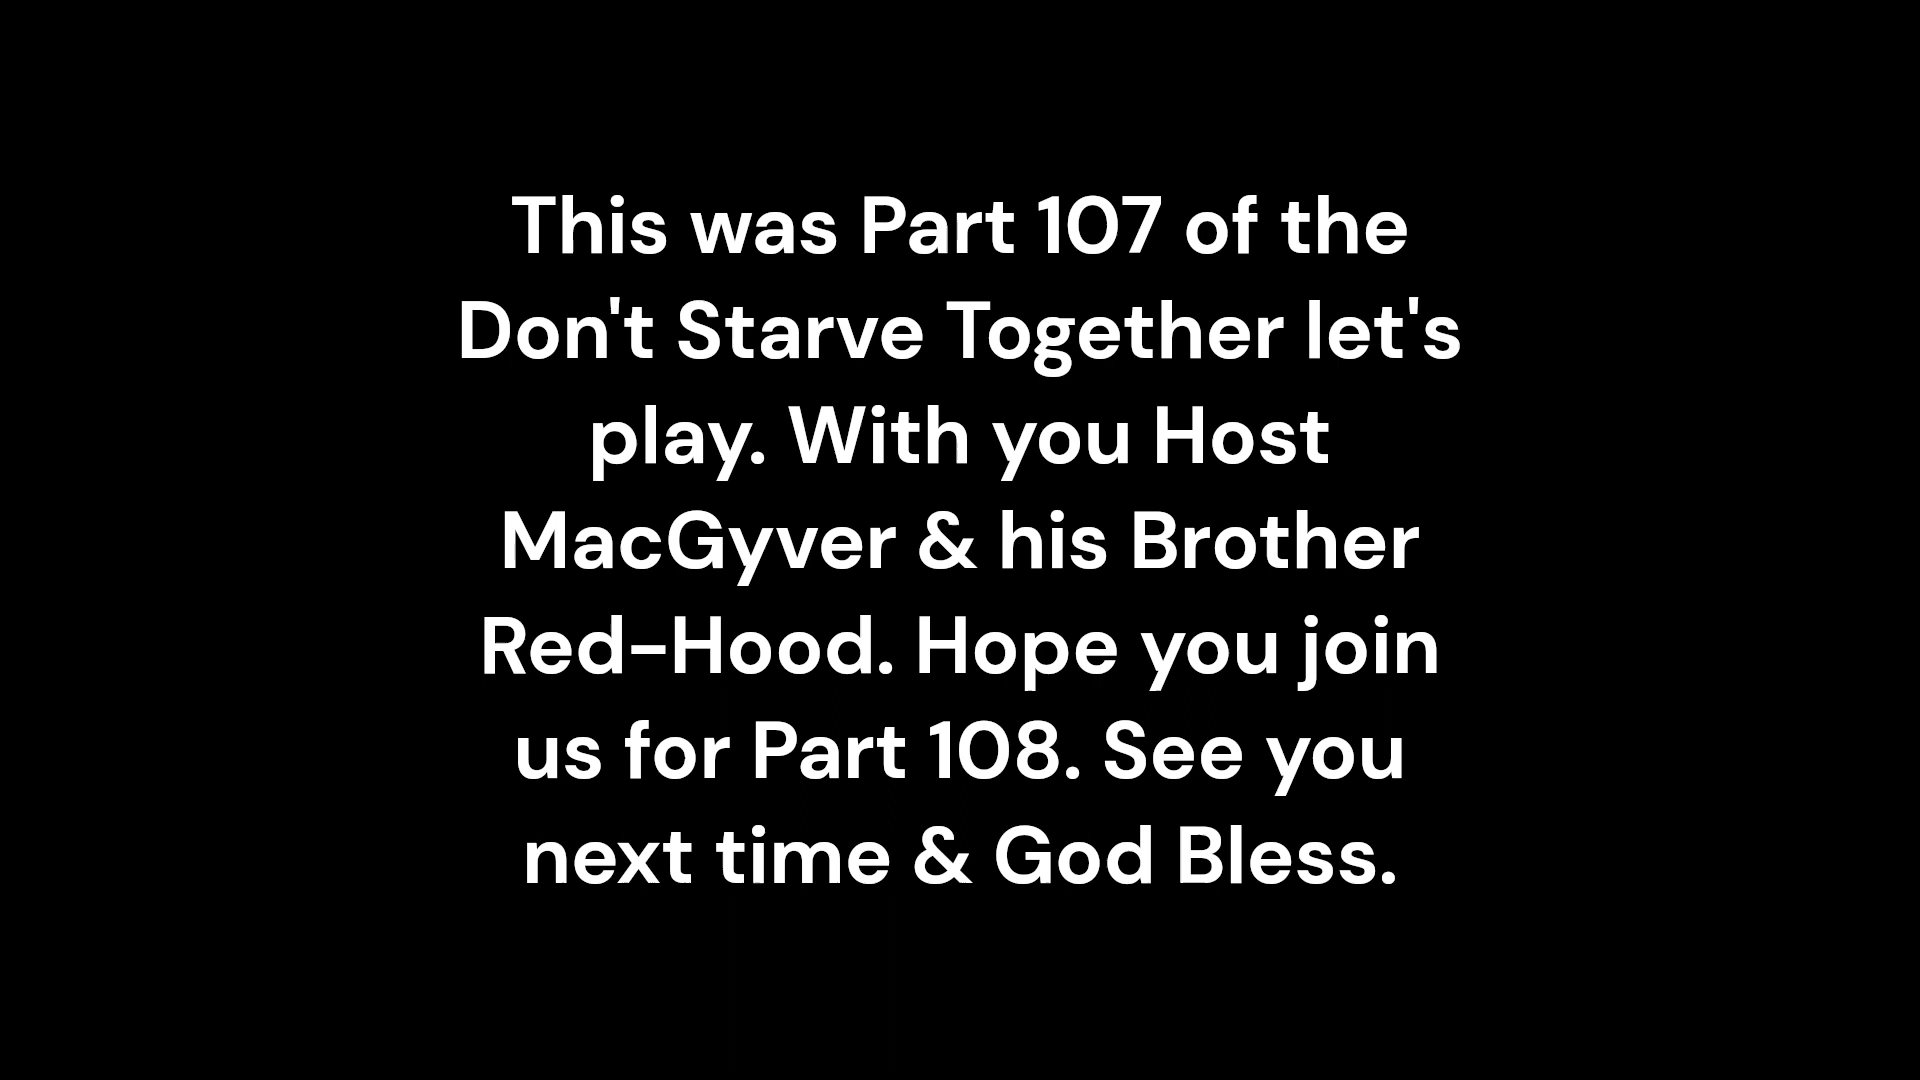 This was Part 107 of the
Don't Starve Together let's
play. With you Host
MacGyver & his Brother
Red-Hood. Hope you join
us for Part 108. See you
next time & God Bless.